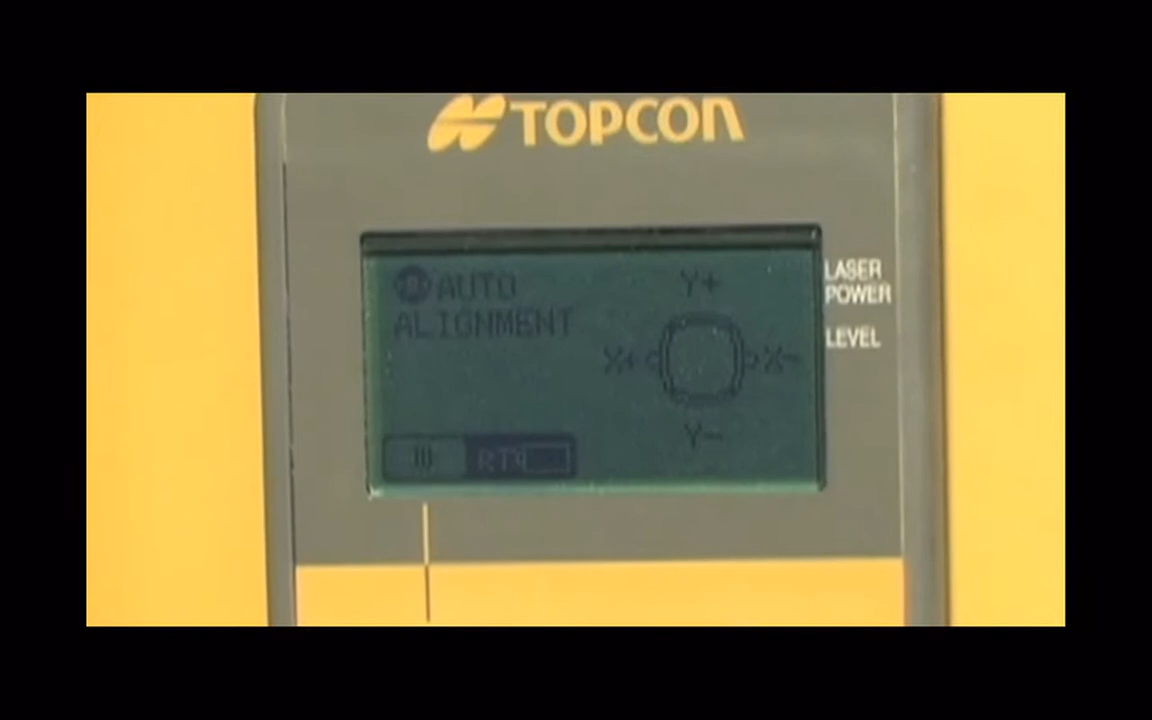 TOPCON
AUTO
ALIGNMENT
Y+
X+
X-
Y-
LASER
POWER
LEVEL